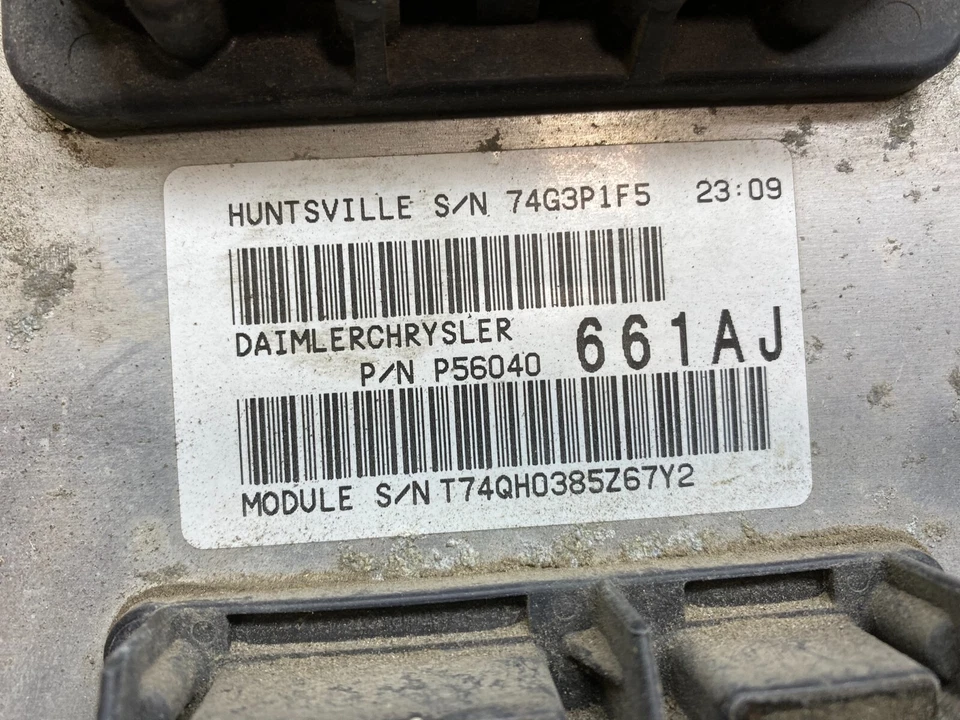 HUNTSVILLE S/N 74G3P1F5 23:09
DAIMLERCHRYSLER
P/N P56040 661AJ
MODULE S/N T74QH0385Z67Y2